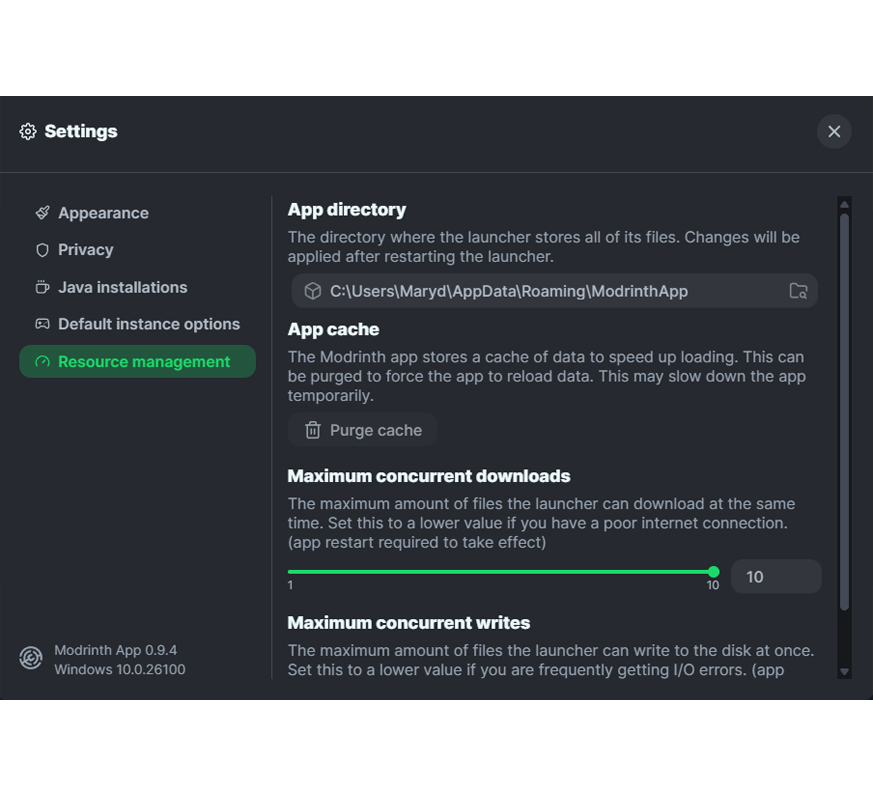 Settings
Appearance
Privacy
Java installations
Default instance options
Resource management
Modrinth App 0.9.4
Windows 10.0.26100
App directory
The directory where the launcher stores all of its files. Changes will be
applied after restarting the launcher.
C:\Users\Maryd\AppData\Roaming\ModrinthApp
App cache
The Modrinth app stores a cache of data to speed up loading. This can
be purged to force the app to reload data. This may slow down the app
temporarily.
Purge cache
Maximum concurrent downloads
The maximum amount of files the launcher can download at the same
time. Set this to a lower value if you have a poor internet connection.
(app restart required to take effect)
1
10
10
Maximum concurrent writes
The maximum amount of files the launcher can write to the disk at once.
Set this to a lower value if you are frequently getting I/O errors. (app